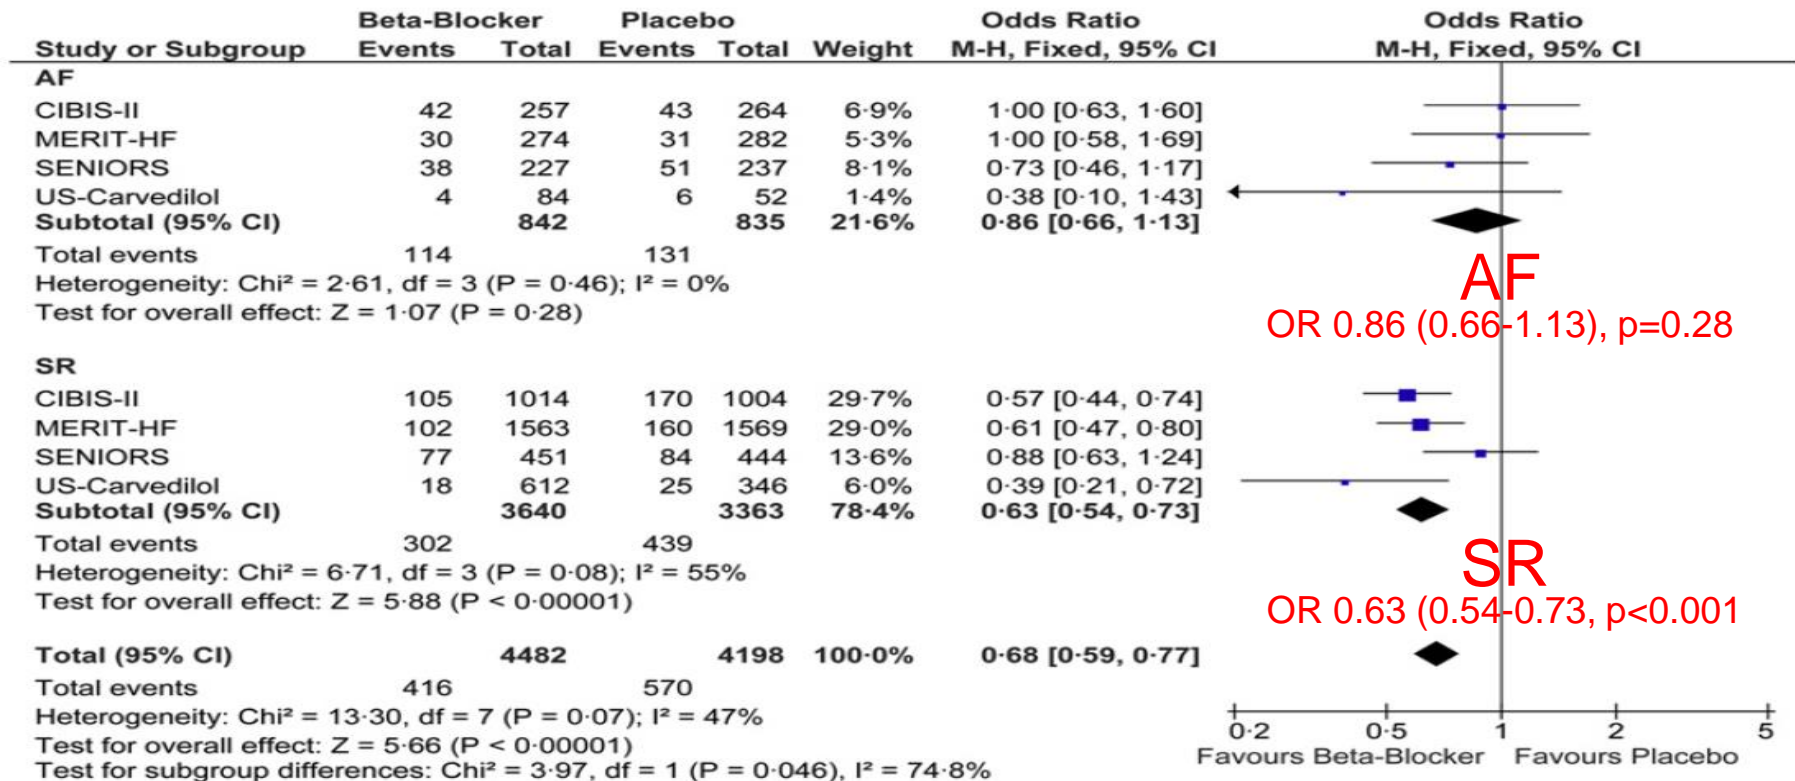 Beta-Blocker Placebo Odds Ratio Odds Ratio
Study or Subgroup Events Total Events Total Weight M-H, Fixed, 95% CI M-H, Fixed, 95% CI
AF
CIBIS-II 42 257 43 264 6·9% 1·00 [0·63, 1·60]
MERIT-HF 30 274 31 282 5·3% 1·00 [0·58, 1·69]
SENIORS 38 227 51 237 8·1% 0·73 [0·46, 1·17]
US-Carvedilol 4 84 6 52 1·4% 0·38 [0·10, 1·43]
Subtotal (95% CI) 842 835 21·6% 0·86 [0·66, 1·13]
Total events 114 131
Heterogeneity: Chi² = 2·61, df = 3 (P = 0·46); I² = 0%
Test for overall effect: Z = 1·07 (P = 0·28)
AF
OR 0.86 (0.66-1.13), p=0.28
SR
CIBIS-II 105 1014 170 1004 29·7% 0·57 [0·44, 0·74]
MERIT-HF 102 1563 160 1569 29·0% 0·61 [0·47, 0·80]
SENIORS 77 451 84 444 13·6% 0·88 [0·63, 1·24]
US-Carvedilol 18 612 25 346 6·0% 0·39 [0·21, 0·72]
Subtotal (95% CI) 3640 3363 78·4% 0·63 [0·54, 0·73]
Total events 302 439
Heterogeneity: Chi² = 6·71, df = 3 (P = 0·08); I² = 55%
Test for overall effect: Z = 5·88 (P < 0·00001)
SR
OR 0.63 (0.54-0.73, p<0.001
Total (95% CI) 4482 4198 100·0% 0·68 [0·59, 0·77]
Total events 416 570
Heterogeneity: Chi² = 13·30, df = 7 (P = 0·07); I² = 47%
Test for overall effect: Z = 5·66 (P < 0·00001)
Test for subgroup differences: Chi² = 3·97, df = 1 (P = 0·046), I² = 74·8%
0·2 0·5 1 2 5
Favours Beta-Blocker Favours Placebo